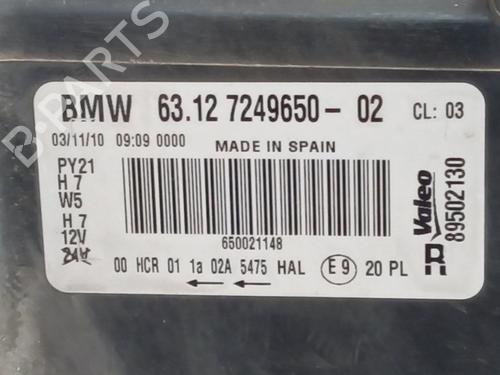 BMW 63.12 7249650-02 CL: 03
03/11/10 09:09 0000 MADE IN SPAIN
PY21
H 7
W5
H 7
12V
24V
650021148
00 HCR 01 1a 02A 5475 HAL E9 20 PL
Valeo
89502130
R
B-PARTS